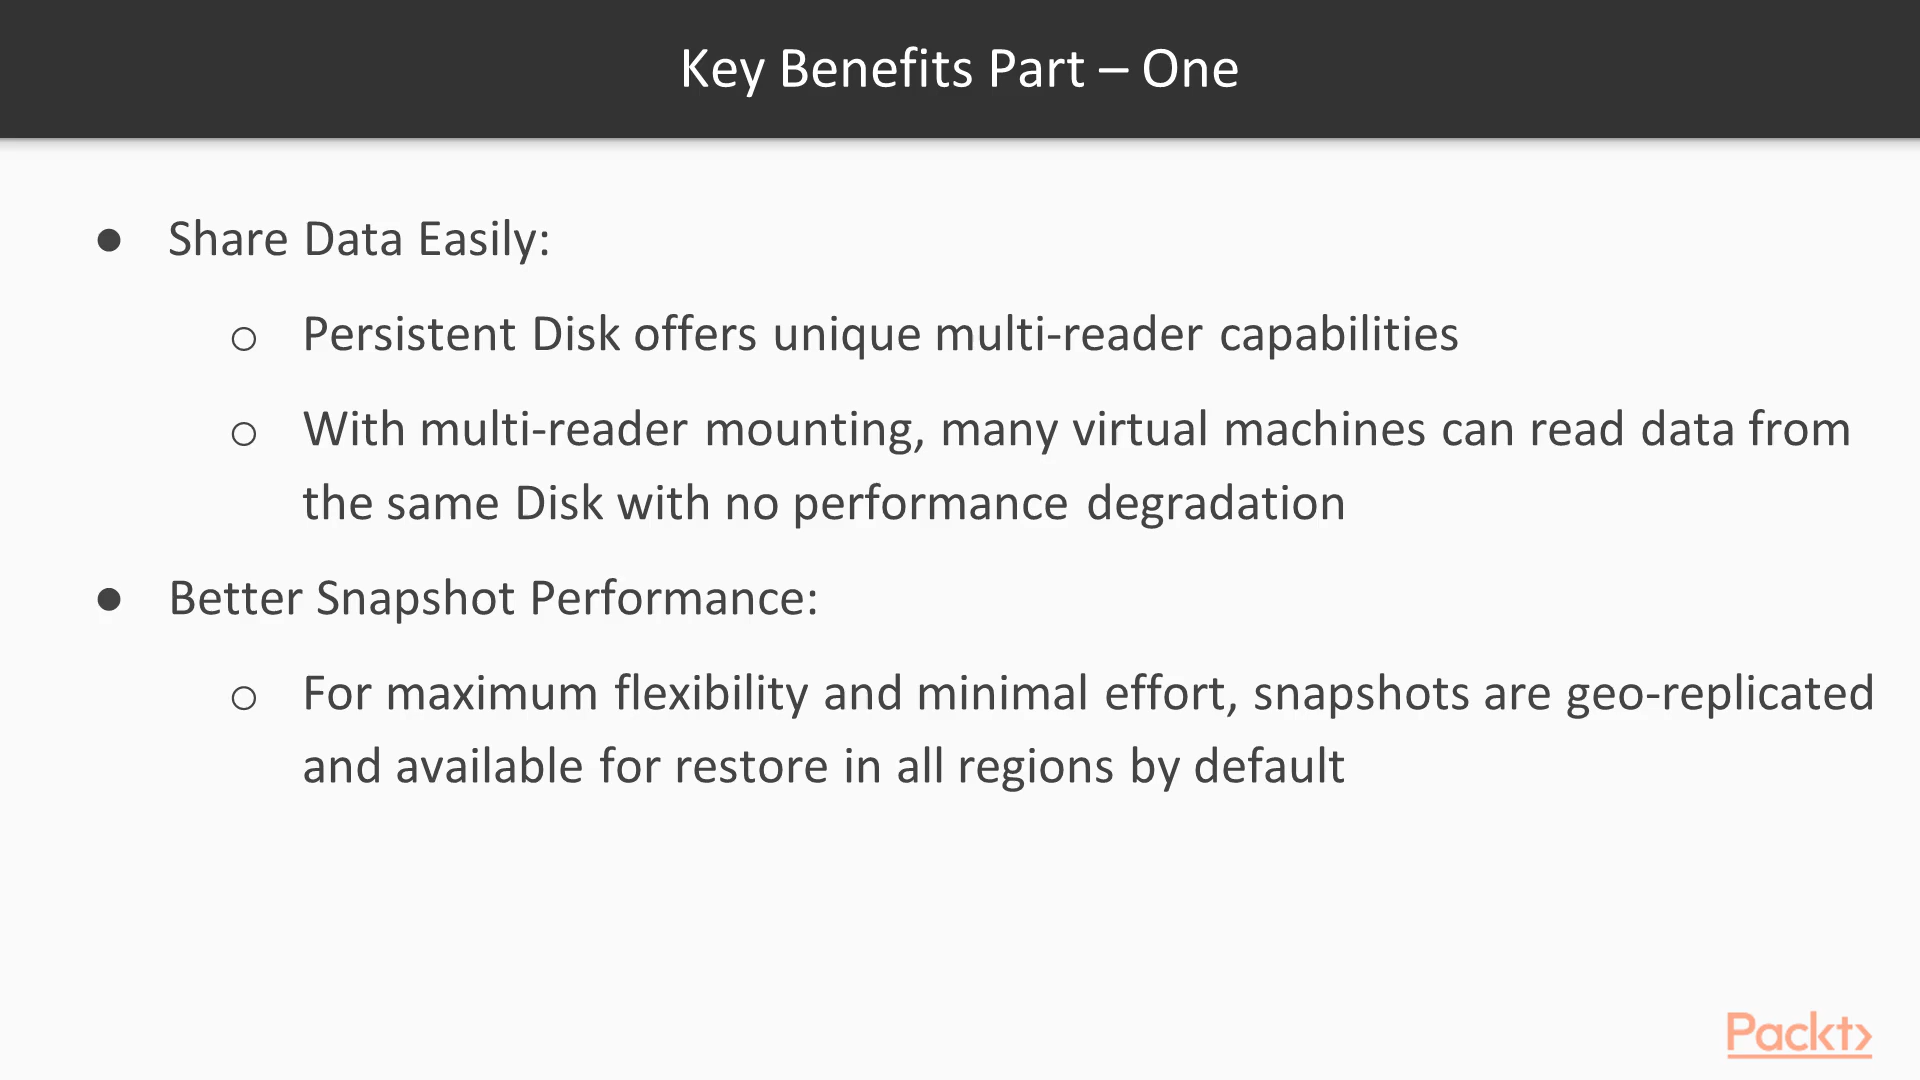 Key Benefits Part – One
● Share Data Easily:
o Persistent Disk offers unique multi-reader capabilities
o With multi-reader mounting, many virtual machines can read data from
the same Disk with no performance degradation
● Better Snapshot Performance:
o For maximum flexibility and minimal effort, snapshots are geo-replicated
and available for restore in all regions by default
Packt>